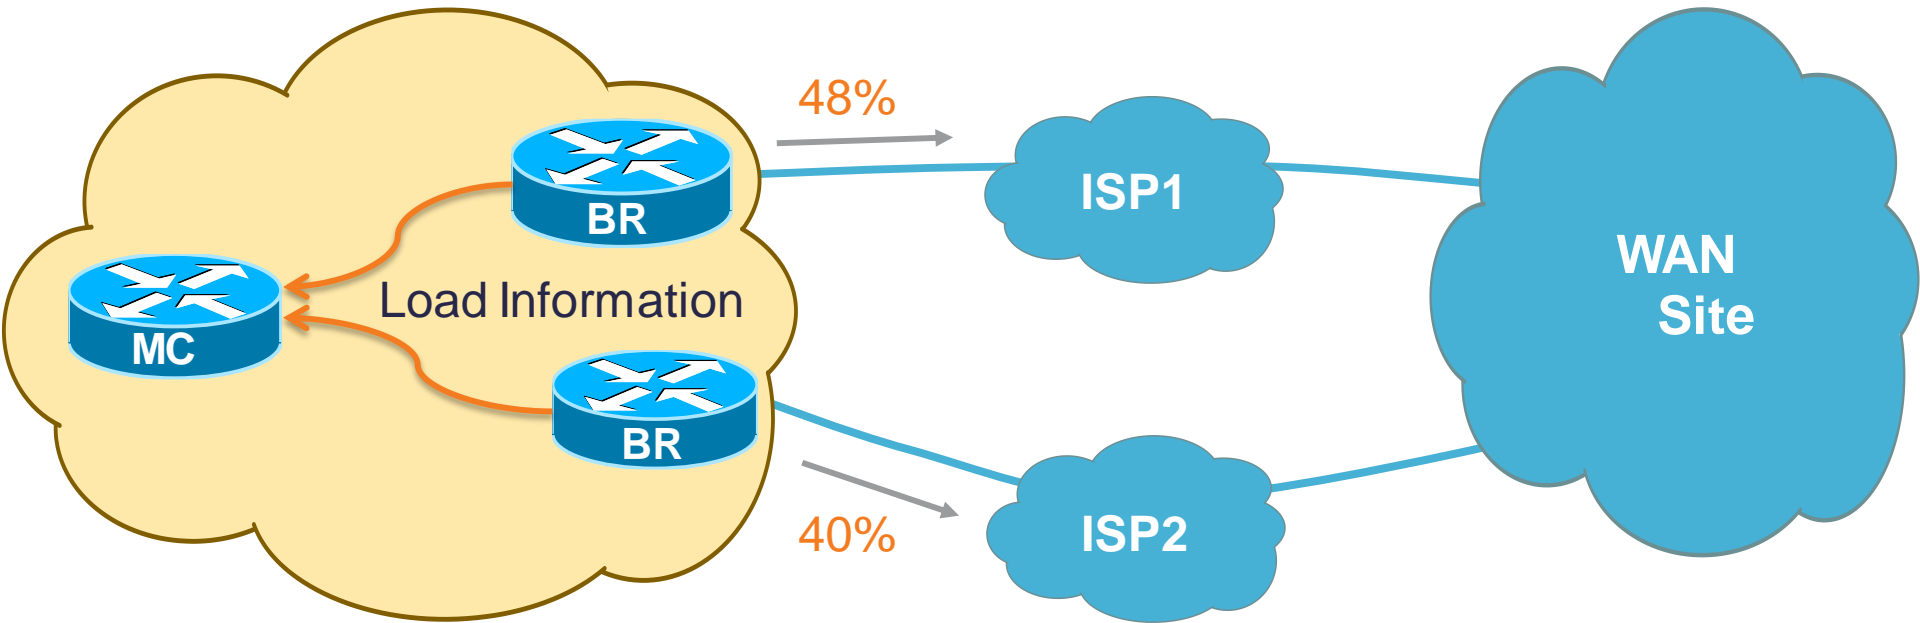 48%
BR
ISP1
WAN
Site
Load Information
MC
BR
ISP2
40%